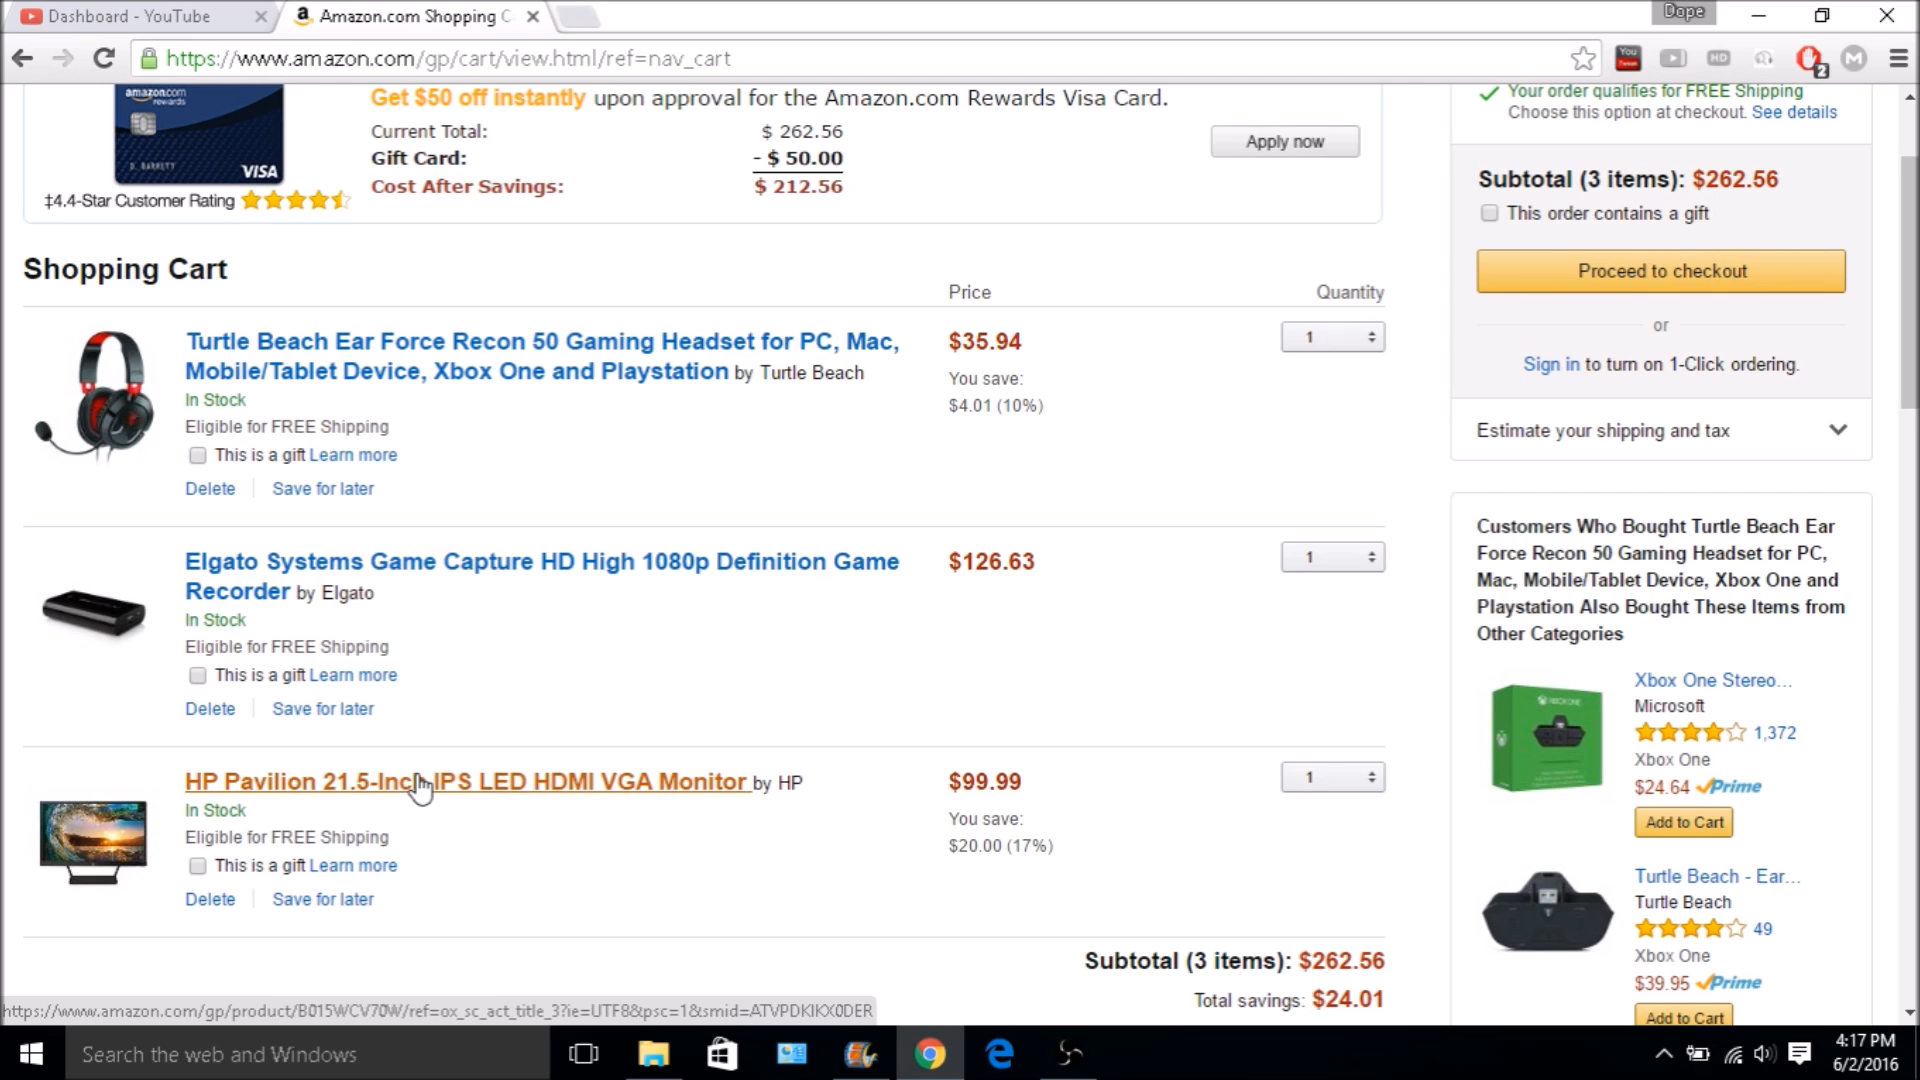 Dashboard - YouTube
Amazon.com Shopping C
Dope
https://www.amazon.com/gp/cart/view.html/ref=nav_cart
You
HD
2
M
amazon.com
rewards
D. BARRETT
VISA
‡4.4-Star Customer Rating
Get $50 off instantly upon approval for the Amazon.com Rewards Visa Card.
Current Total: $ 262.56
Gift Card: - $ 50.00
Cost After Savings: $ 212.56
Apply now
Your order qualifies for FREE Shipping
Choose this option at checkout. See details
Subtotal (3 items): $262.56
This order contains a gift
Proceed to checkout
or
Sign in to turn on 1-Click ordering.
Estimate your shipping and tax
Shopping Cart
Price Quantity
Turtle Beach Ear Force Recon 50 Gaming Headset for PC, Mac,
Mobile/Tablet Device, Xbox One and Playstation by Turtle Beach
In Stock
Eligible for FREE Shipping
This is a gift Learn more
Delete Save for later
$35.94
You save:
$4.01 (10%)
1
Elgato Systems Game Capture HD High 1080p Definition Game
Recorder by Elgato
In Stock
Eligible for FREE Shipping
This is a gift Learn more
Delete Save for later
$126.63
1
HP Pavilion 21.5-Inch IPS LED HDMI VGA Monitor by HP
In Stock
Eligible for FREE Shipping
This is a gift Learn more
Delete Save for later
$99.99
You save:
$20.00 (17%)
1
Subtotal (3 items): $262.56
Total savings: $24.01
Customers Who Bought Turtle Beach Ear
Force Recon 50 Gaming Headset for PC,
Mac, Mobile/Tablet Device, Xbox One and
Playstation Also Bought These Items from
Other Categories
XBOX ONE
Xbox One Stereo...
Microsoft
1,372
Xbox One
$24.64 Prime
Add to Cart
Turtle Beach - Ear...
Turtle Beach
49
Xbox One
$39.95 Prime
Add to Cart
https://www.amazon.com/gp/product/B015WCV70W/ref=ox_sc_act_title_3?ie=UTF8&psc=1&smid=ATVPDKIKX0DER
Search the web and Windows
4:17 PM
6/2/2016